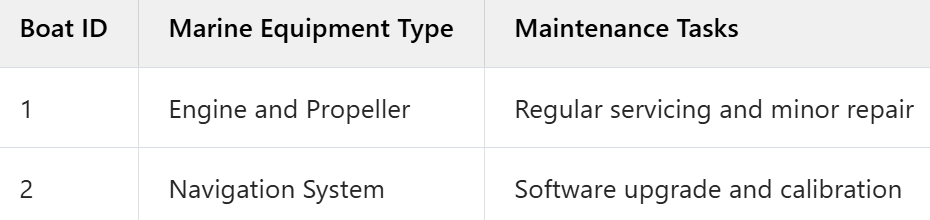 Boat ID Marine Equipment Type Maintenance Tasks
1 Engine and Propeller Regular servicing and minor repair
2 Navigation System Software upgrade and calibration